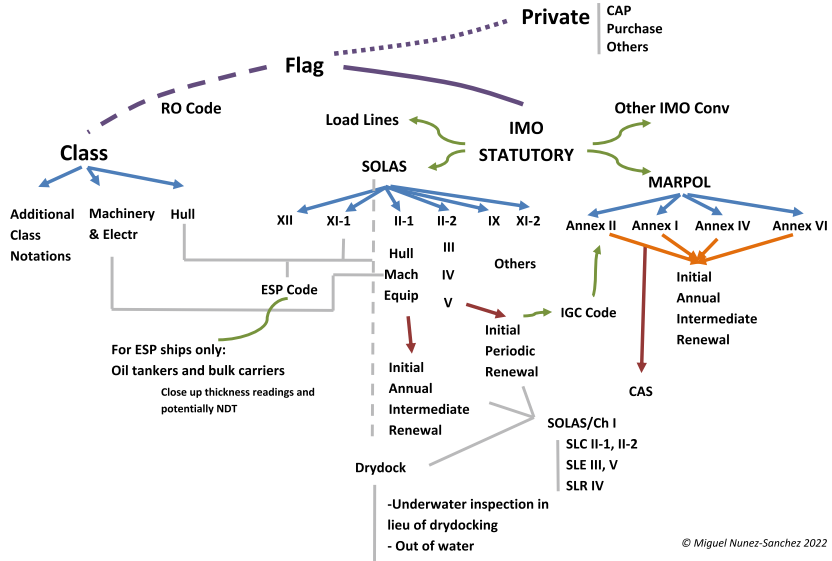 Private
CAP
Purchase
Others
Flag
RO Code
Load Lines
IMO
STATUTORY
Other IMO Conv
Class
SOLAS
MARPOL
Additional
Class
Notations
Machinery
& Electr
Hull
XII
XI-1
II-1
II-2
IX
XI-2
Annex II
Annex I
Annex IV
Annex VI
Hull
Mach
Equip
III
IV
V
Others
ESP Code
Initial
Annual
Intermediate
Renewal
IGC Code
Initial
Periodic
Renewal
For ESP ships only:
Oil tankers and bulk carriers
Close up thickness readings and
potentially NDT
Initial
Annual
Intermediate
Renewal
CAS
SOLAS/Ch I
SLC II-1, II-2
SLE III, V
SLR IV
Drydock
-Underwater inspection in
lieu of drydocking
- Out of water
© Miguel Nunez-Sanchez 2022